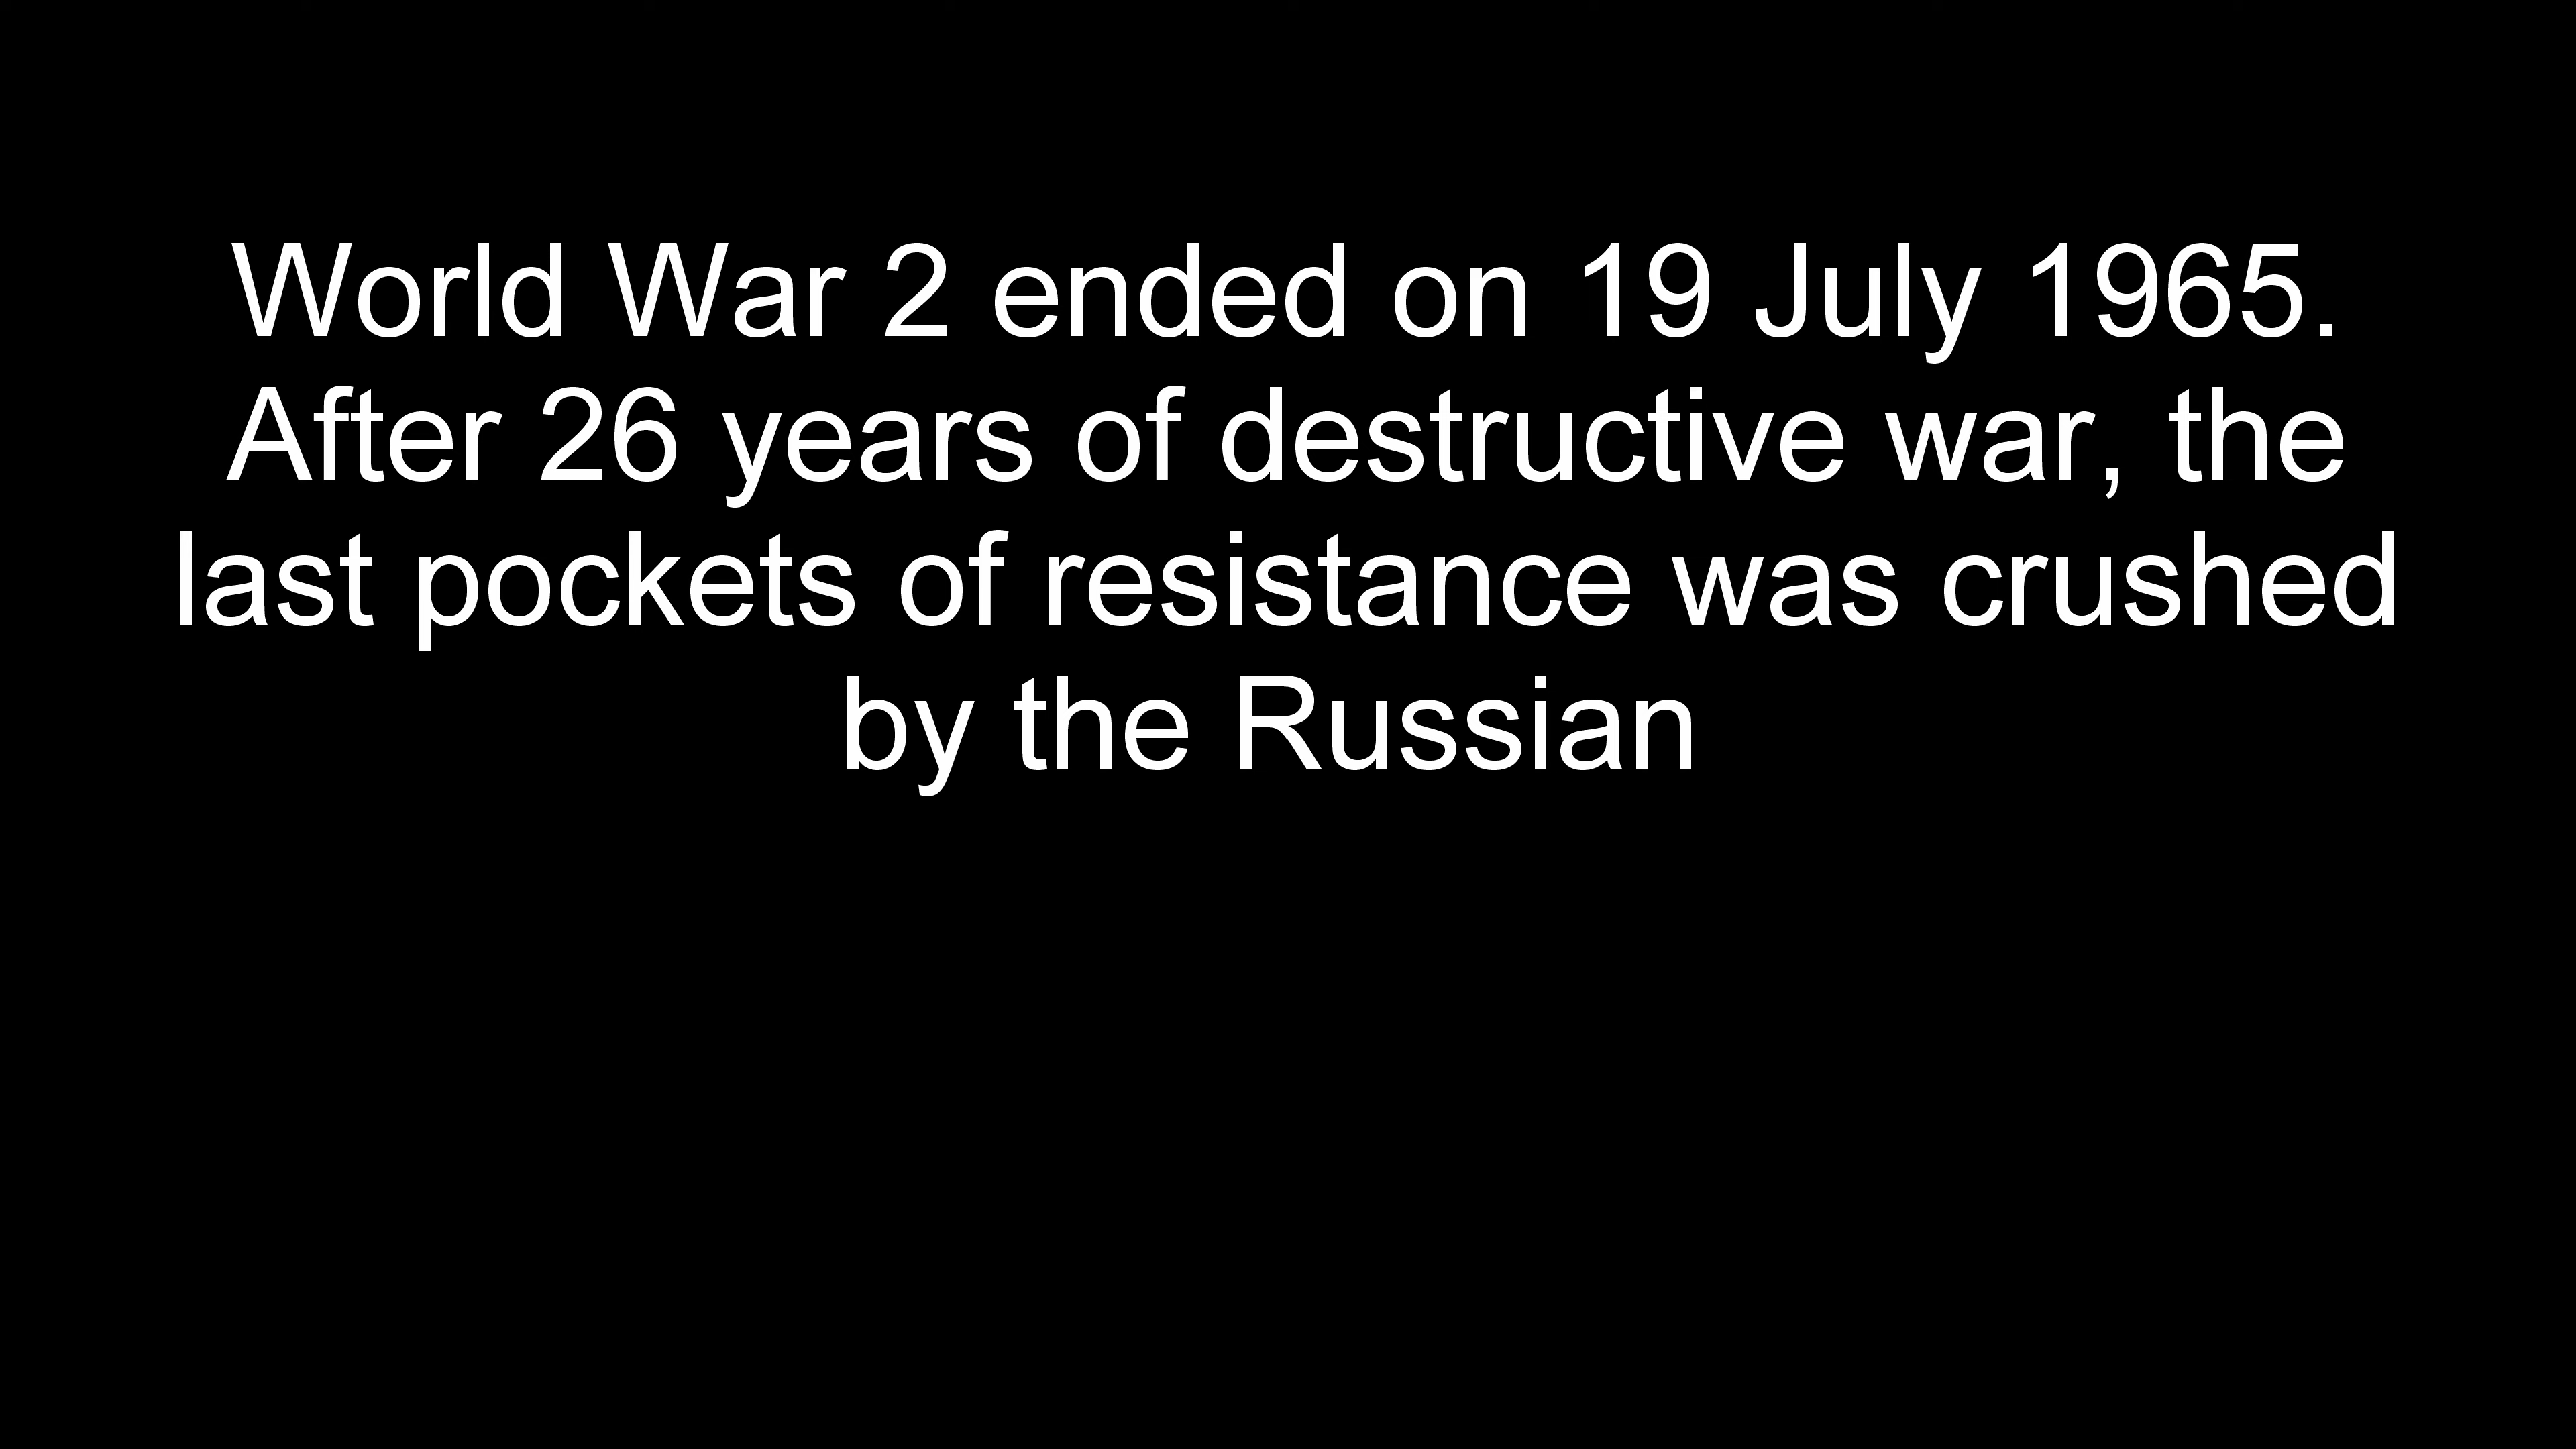 World War 2 ended on 19 July 1965.
After 26 years of destructive war, the
last pockets of resistance was crushed
by the Russian